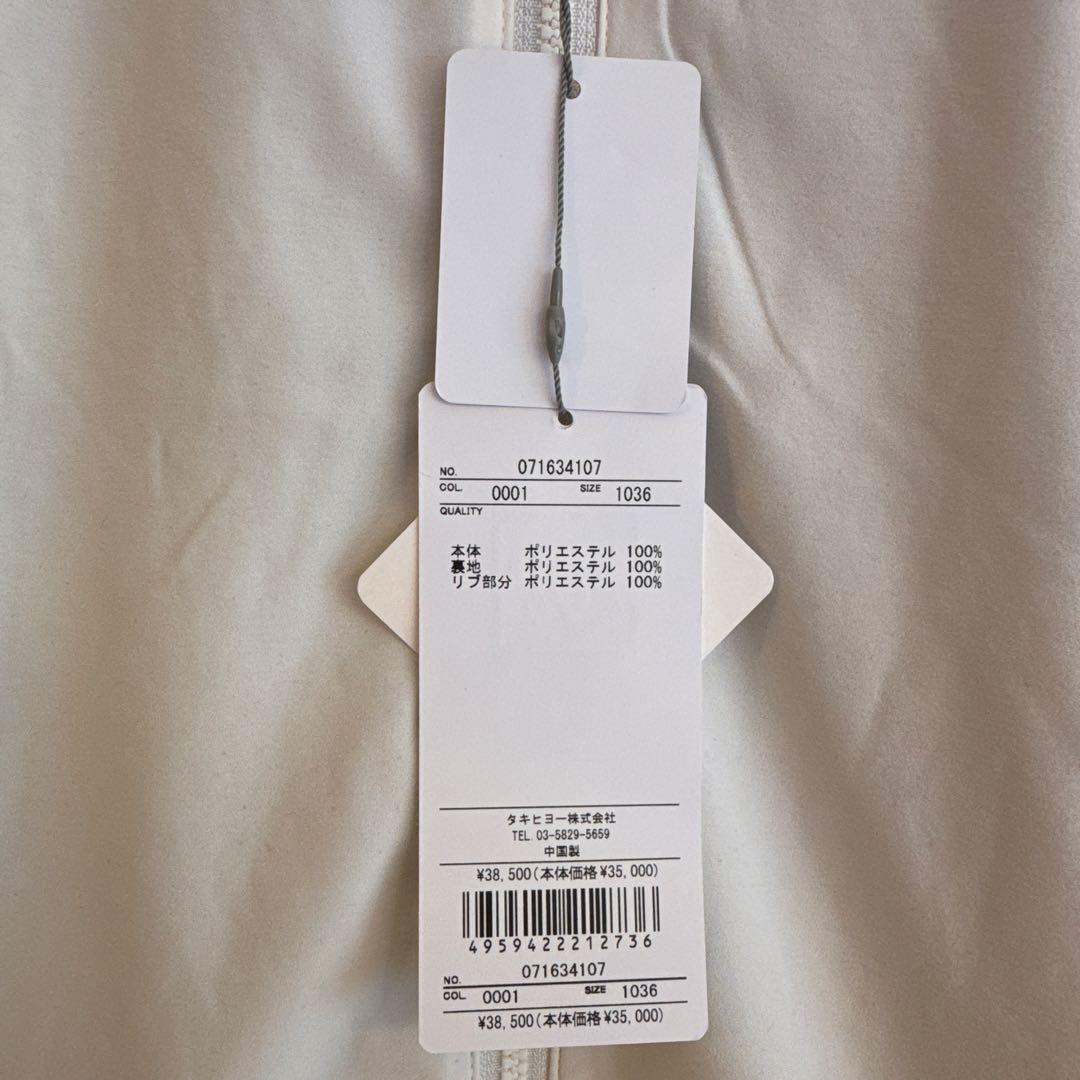 NO. 071634107
COL. 0001 SIZE 1036
QUALITY
本体 ポリエステル 100%
裏地 ポリエステル 100%
リブ部分 ポリエステル 100%
タキヒヨー株式会社
TEL. 03-5829-5659
中国製
¥38,500(本体価格¥35,000)
4959422212736
NO. 071634107
COL. 0001 SIZE 1036
¥38,500(本体価格¥35,000)